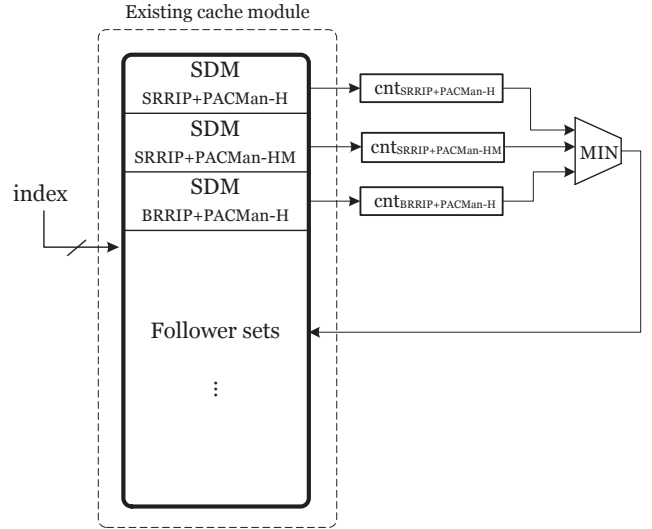 Existing cache module
SDM
SRRIP+PACMan-H
SDM
SRRIP+PACMan-HM
SDM
BRRIP+PACMan-H
Follower sets
⋮
index
cntSRRIP+PACMan-H
cntSRRIP+PACMan-HM
cntBRRIP+PACMan-H
MIN